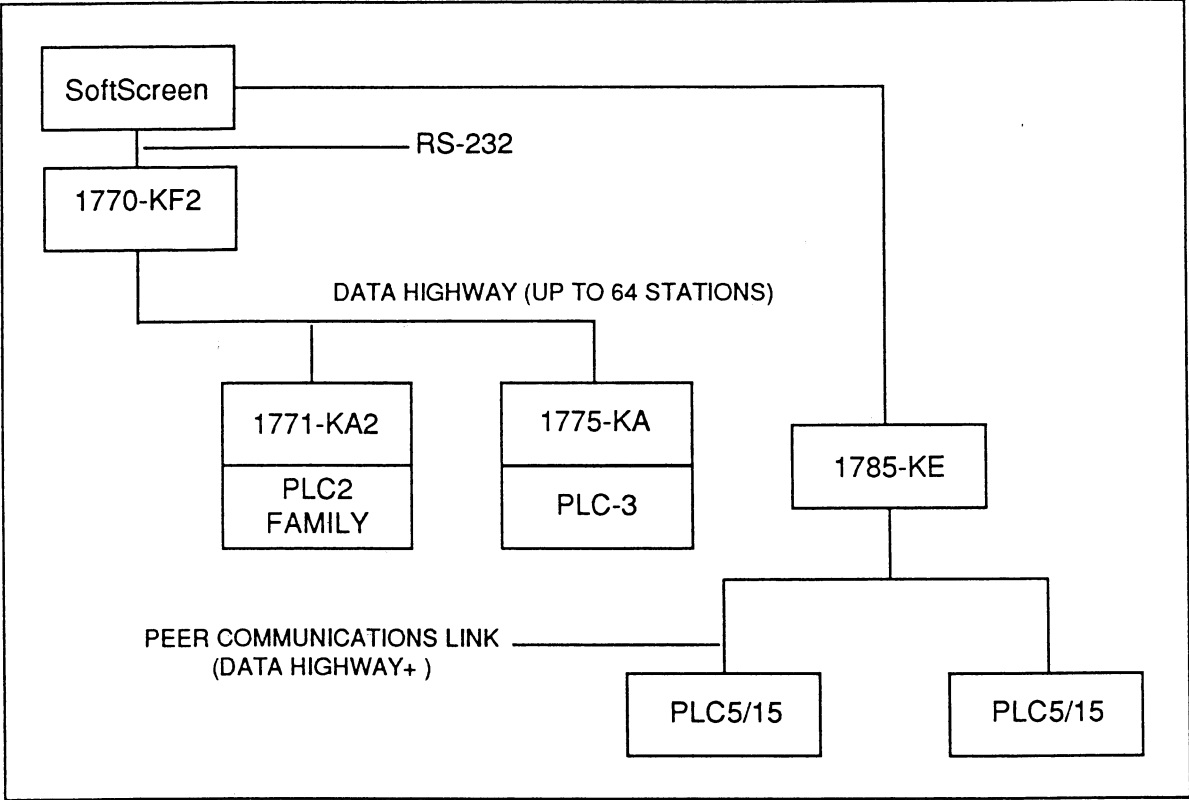 SoftScreen
RS-232
1770-KF2
DATA HIGHWAY (UP TO 64 STATIONS)
1771-KA2
PLC2
FAMILY
1775-KA
PLC-3
1785-KE
PEER COMMUNICATIONS LINK
(DATA HIGHWAY+ )
PLC5/15
PLC5/15